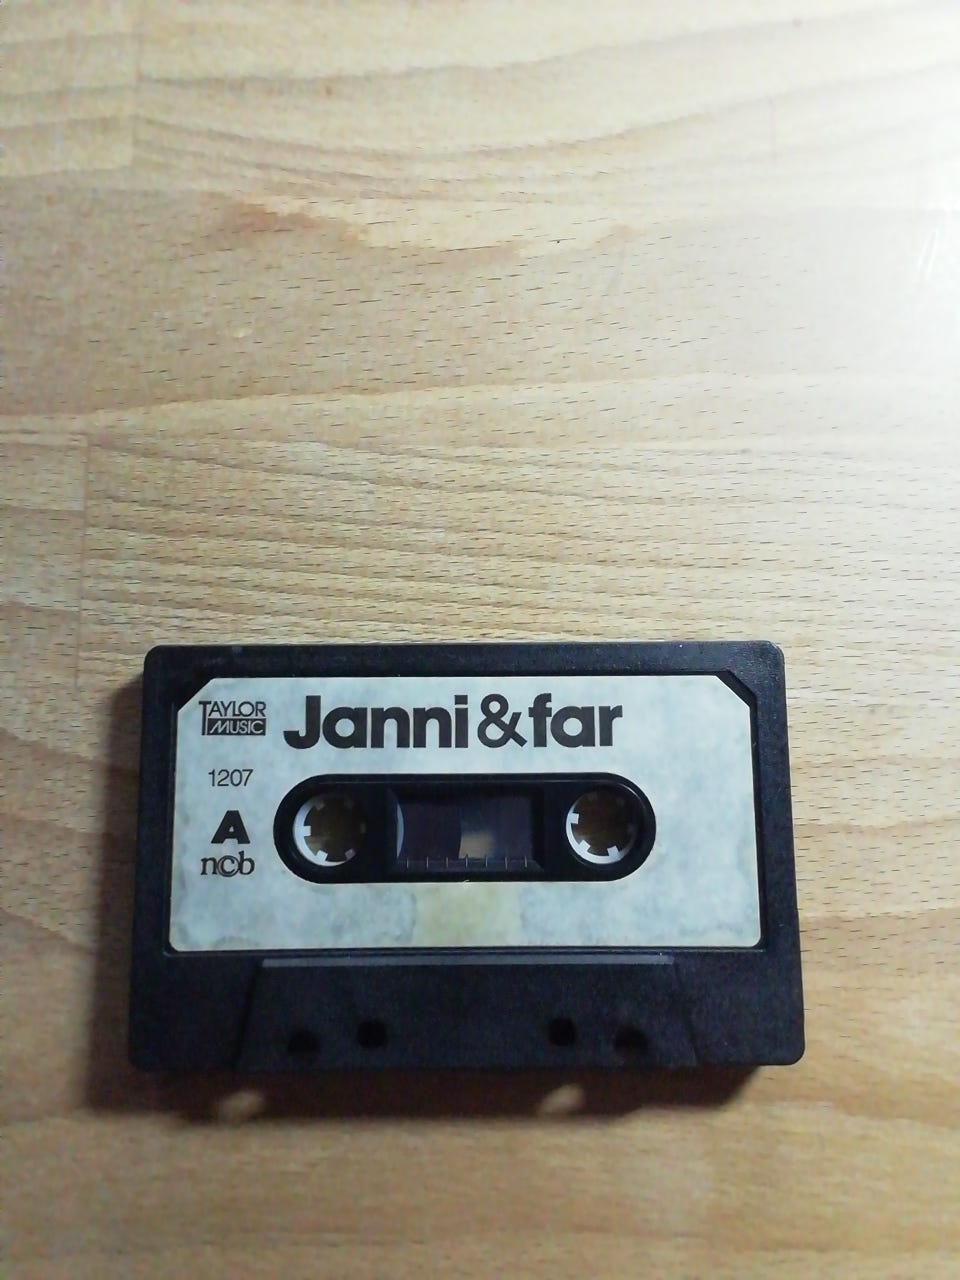 TAYLOR
MUSIC
Janni & far
1207
A
ncb